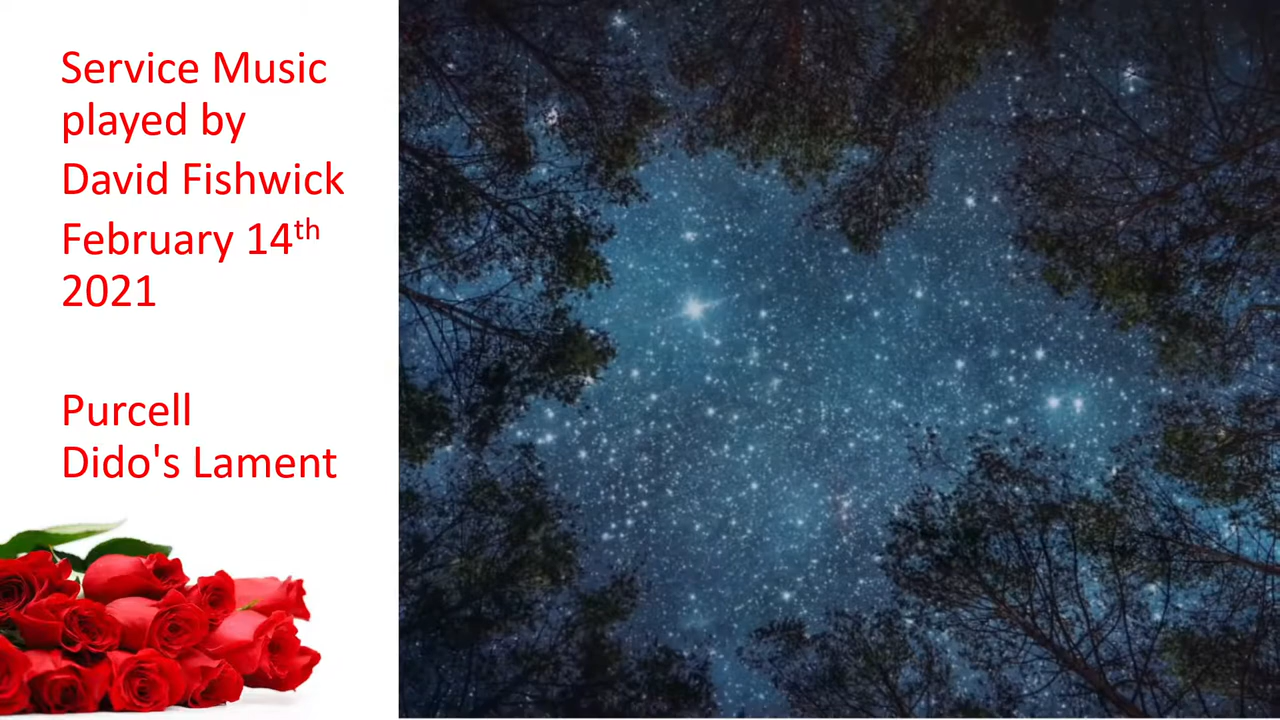 Service Music
played by
David Fishwick
February 14th
2021
Purcell
Dido's Lament